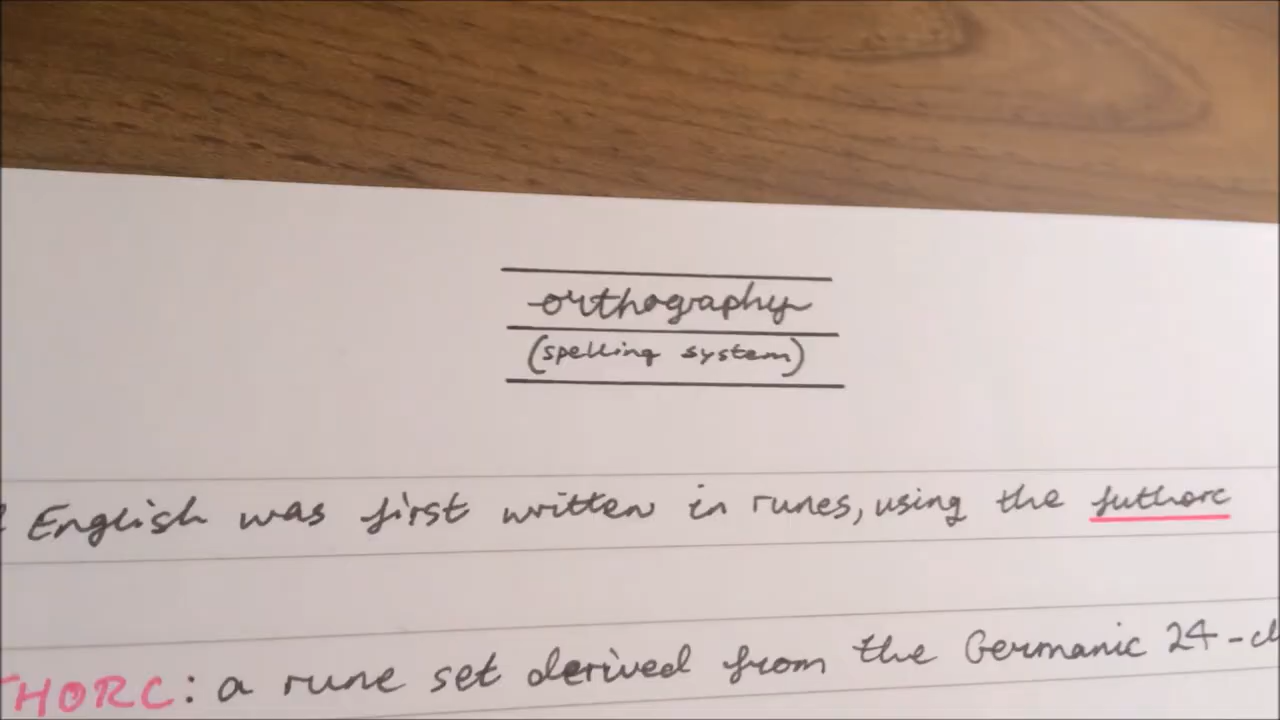 orthography
(spelling system)
English was first written in runes, using the futhorc
THORC: a rune set derived from the Germanic 24-